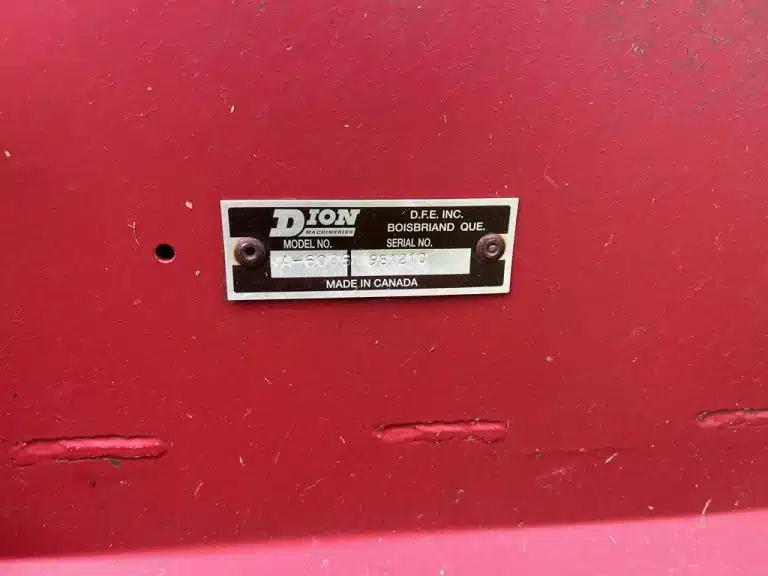 DION
MACHINERIES
D.F.E. INC.
BOISBRIAND QUE.
MODEL NO.
SERIAL NO.
981210
MADE IN CANADA